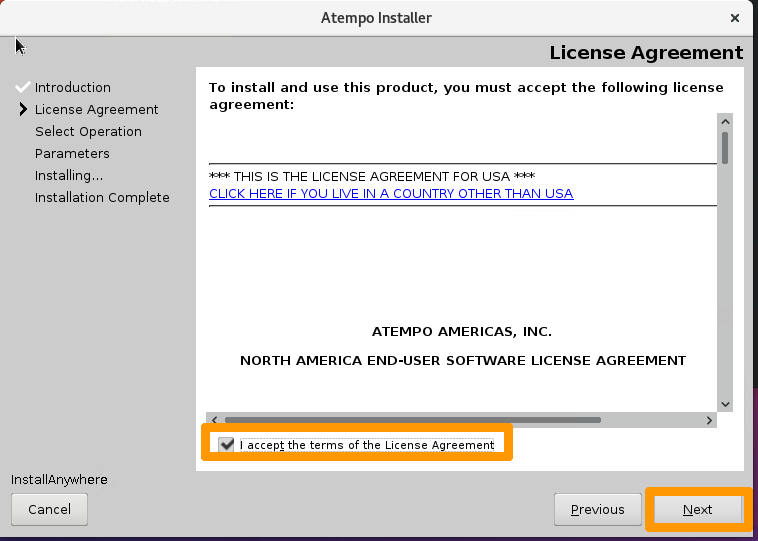 Atempo Installer
License Agreement
Introduction
License Agreement
Select Operation
Parameters
Installing...
Installation Complete
To install and use this product, you must accept the following license
agreement:
*** THIS IS THE LICENSE AGREEMENT FOR USA ***
CLICK HERE IF YOU LIVE IN A COUNTRY OTHER THAN USA
ATEMPO AMERICAS, INC.
NORTH AMERICA END-USER SOFTWARE LICENSE AGREEMENT
I accept the terms of the License Agreement
InstallAnywhere
Cancel
Previous
Next